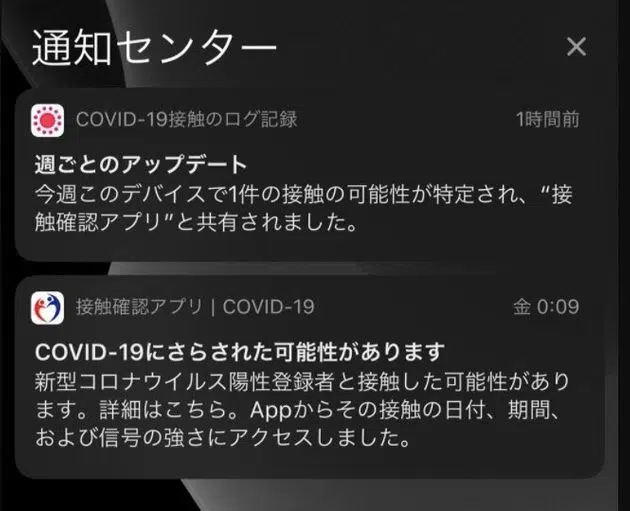 通知センター
COVID-19接触のログ記録 1時間前
週ごとのアップデート
今週このデバイスで1件の接触の可能性が特定され、“接
触確認アプリ”と共有されました。
接触確認アプリ | COVID-19 金 0:09
COVID-19にさらされた可能性があります
新型コロナウイルス陽性登録者と接触した可能性があり
ます。詳細はこちら。Appからその接触の日付、期間、
および信号の強さにアクセスしました。